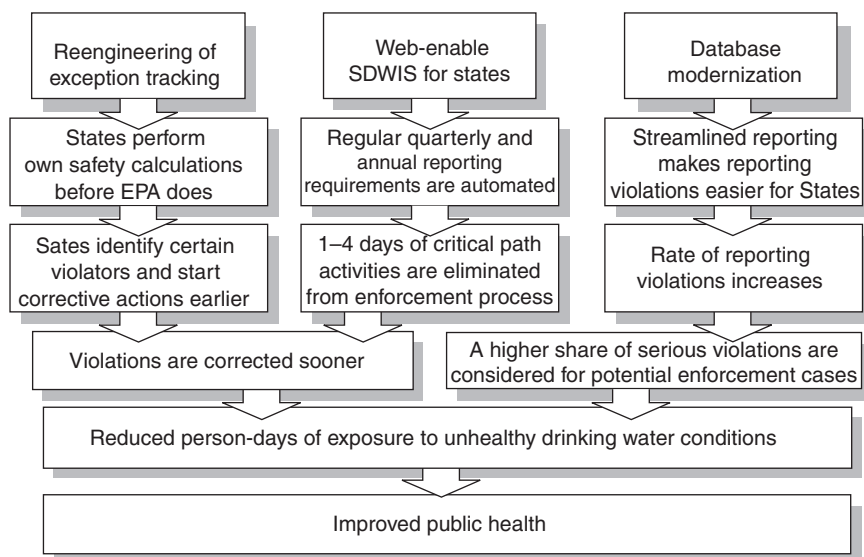 Reengineering of
exception tracking
Web-enable
SDWIS for states
Database
modernization
States perform
own safety calculations
before EPA does
Regular quarterly and
annual reporting
requirements are automated
Streamlined reporting
makes reporting
violations easier for States
Sates identify certain
violators and start
corrective actions earlier
1–4 days of critical path
activities are eliminated
from enforcement process
Rate of reporting
violations increases
Violations are corrected sooner
A higher share of serious violations are
considered for potential enforcement cases
Reduced person-days of exposure to unhealthy drinking water conditions
Improved public health